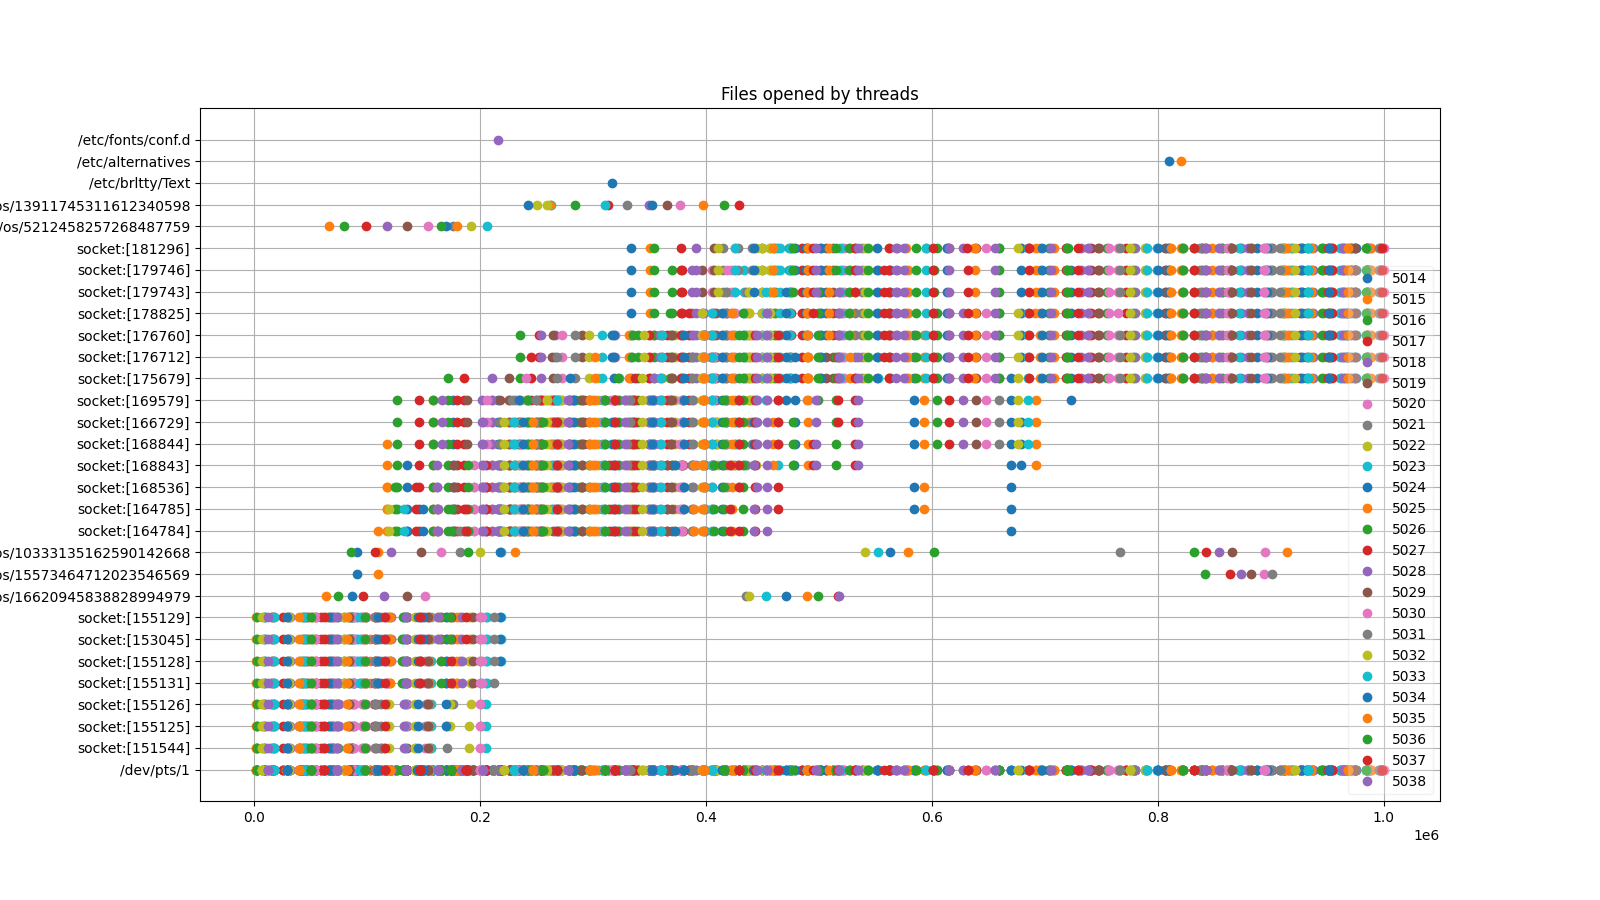 Files opened by threads
/etc/fonts/conf.d
/etc/alternatives
/etc/brltty/Text
os/13911745311612340598
/os/5212458257268487759
socket:[181296]
socket:[179746]
socket:[179743]
socket:[178825]
socket:[176760]
socket:[176712]
socket:[175679]
socket:[169579]
socket:[166729]
socket:[168844]
socket:[168843]
socket:[168536]
socket:[164785]
socket:[164784]
os/10333135162590142668
os/15573464712023546569
os/16620945838828994979
socket:[155129]
socket:[153045]
socket:[155128]
socket:[155131]
socket:[155126]
socket:[155125]
socket:[151544]
/dev/pts/1
0.0 0.2 0.4 0.6 0.8 1.0
1e6
5014
5015
5016
5017
5018
5019
5020
5021
5022
5023
5024
5025
5026
5027
5028
5029
5030
5031
5032
5033
5034
5035
5036
5037
5038